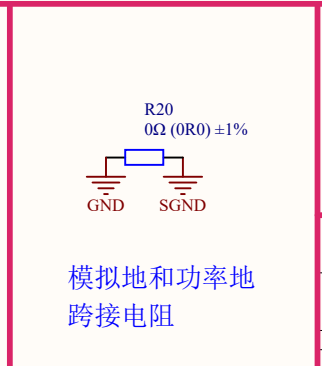 R20
0Ω (0R0) ±1%
GND
SGND
模拟地和功率地
跨接电阻